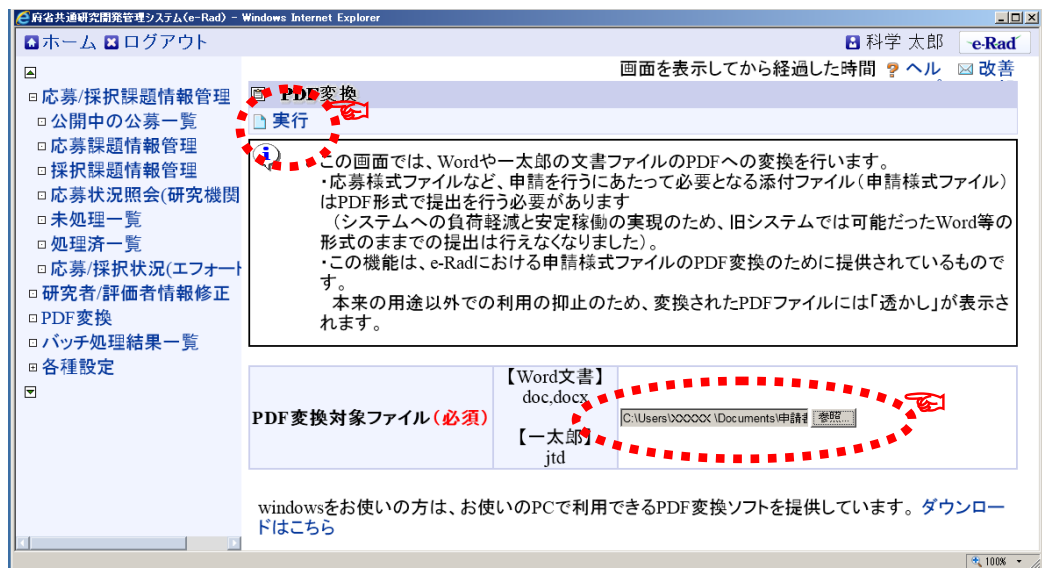 府省共通研究開発管理システム(e-Rad) - Windows Internet Explorer
ホーム ログアウト
科学 太郎 e-Rad
画面を表示してから経過した時間 ヘル 改善
応募/採択課題情報管理
公開中の公募一覧
応募課題情報管理
採択課題情報管理
応募状況照会(研究機関
未処理一覧
処理済一覧
応募/採択状況(エフォート
研究者/評価者情報修正
PDF変換
バッチ処理結果一覧
各種設定
PDF変換
実行
この画面では、Wordや一太郎の文書ファイルのPDFへの変換を行います。
・応募様式ファイルなど、申請を行うにあたって必要となる添付ファイル(申請様式ファイル)
はPDF形式で提出を行う必要があります
(システムへの負荷軽減と安定稼働の実現のため、旧システムでは可能だったWord等の
形式のままでの提出は行えなくなりました)。
・この機能は、e-Radにおける申請様式ファイルのPDF変換のために提供されているもので
す。
本来の用途以外での利用の抑止のため、変換されたPDFファイルには「透かし」が表示さ
れます。
PDF変換対象ファイル(必須)
【Word文書】
doc,docx
【一太郎】
jtd
C:\Users\XXXXX \Documents\申請書 参照...
windowsをお使いの方は、お使いのPCで利用できるPDF変換ソフトを提供しています。ダウンロー
ドはこちら
100%